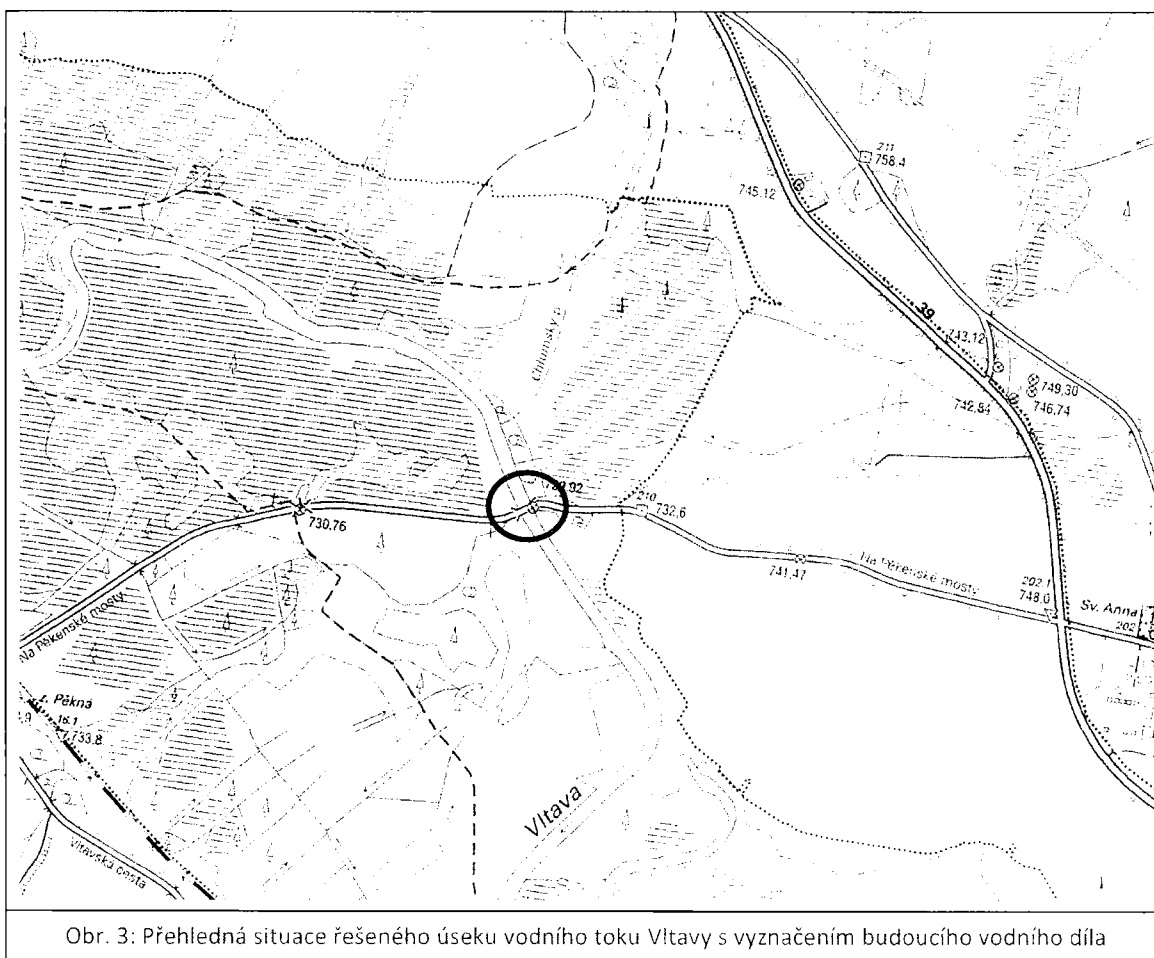 211
758.4
745.12
39
743.12
749,30
746,74
742,84
Chlumský p.
210
732,6
730.76
741,47
Na Pěkenské mosty
202.1
748.0
Sv. Anna
202
Na Pěkenské mosty
z. Pěkná
16.1
733.8
Vltava
Vltavská cesta
Obr. 3: Přehledná situace řešeného úseku vodního toku Vltavy s vyznačením budoucího vodního díla